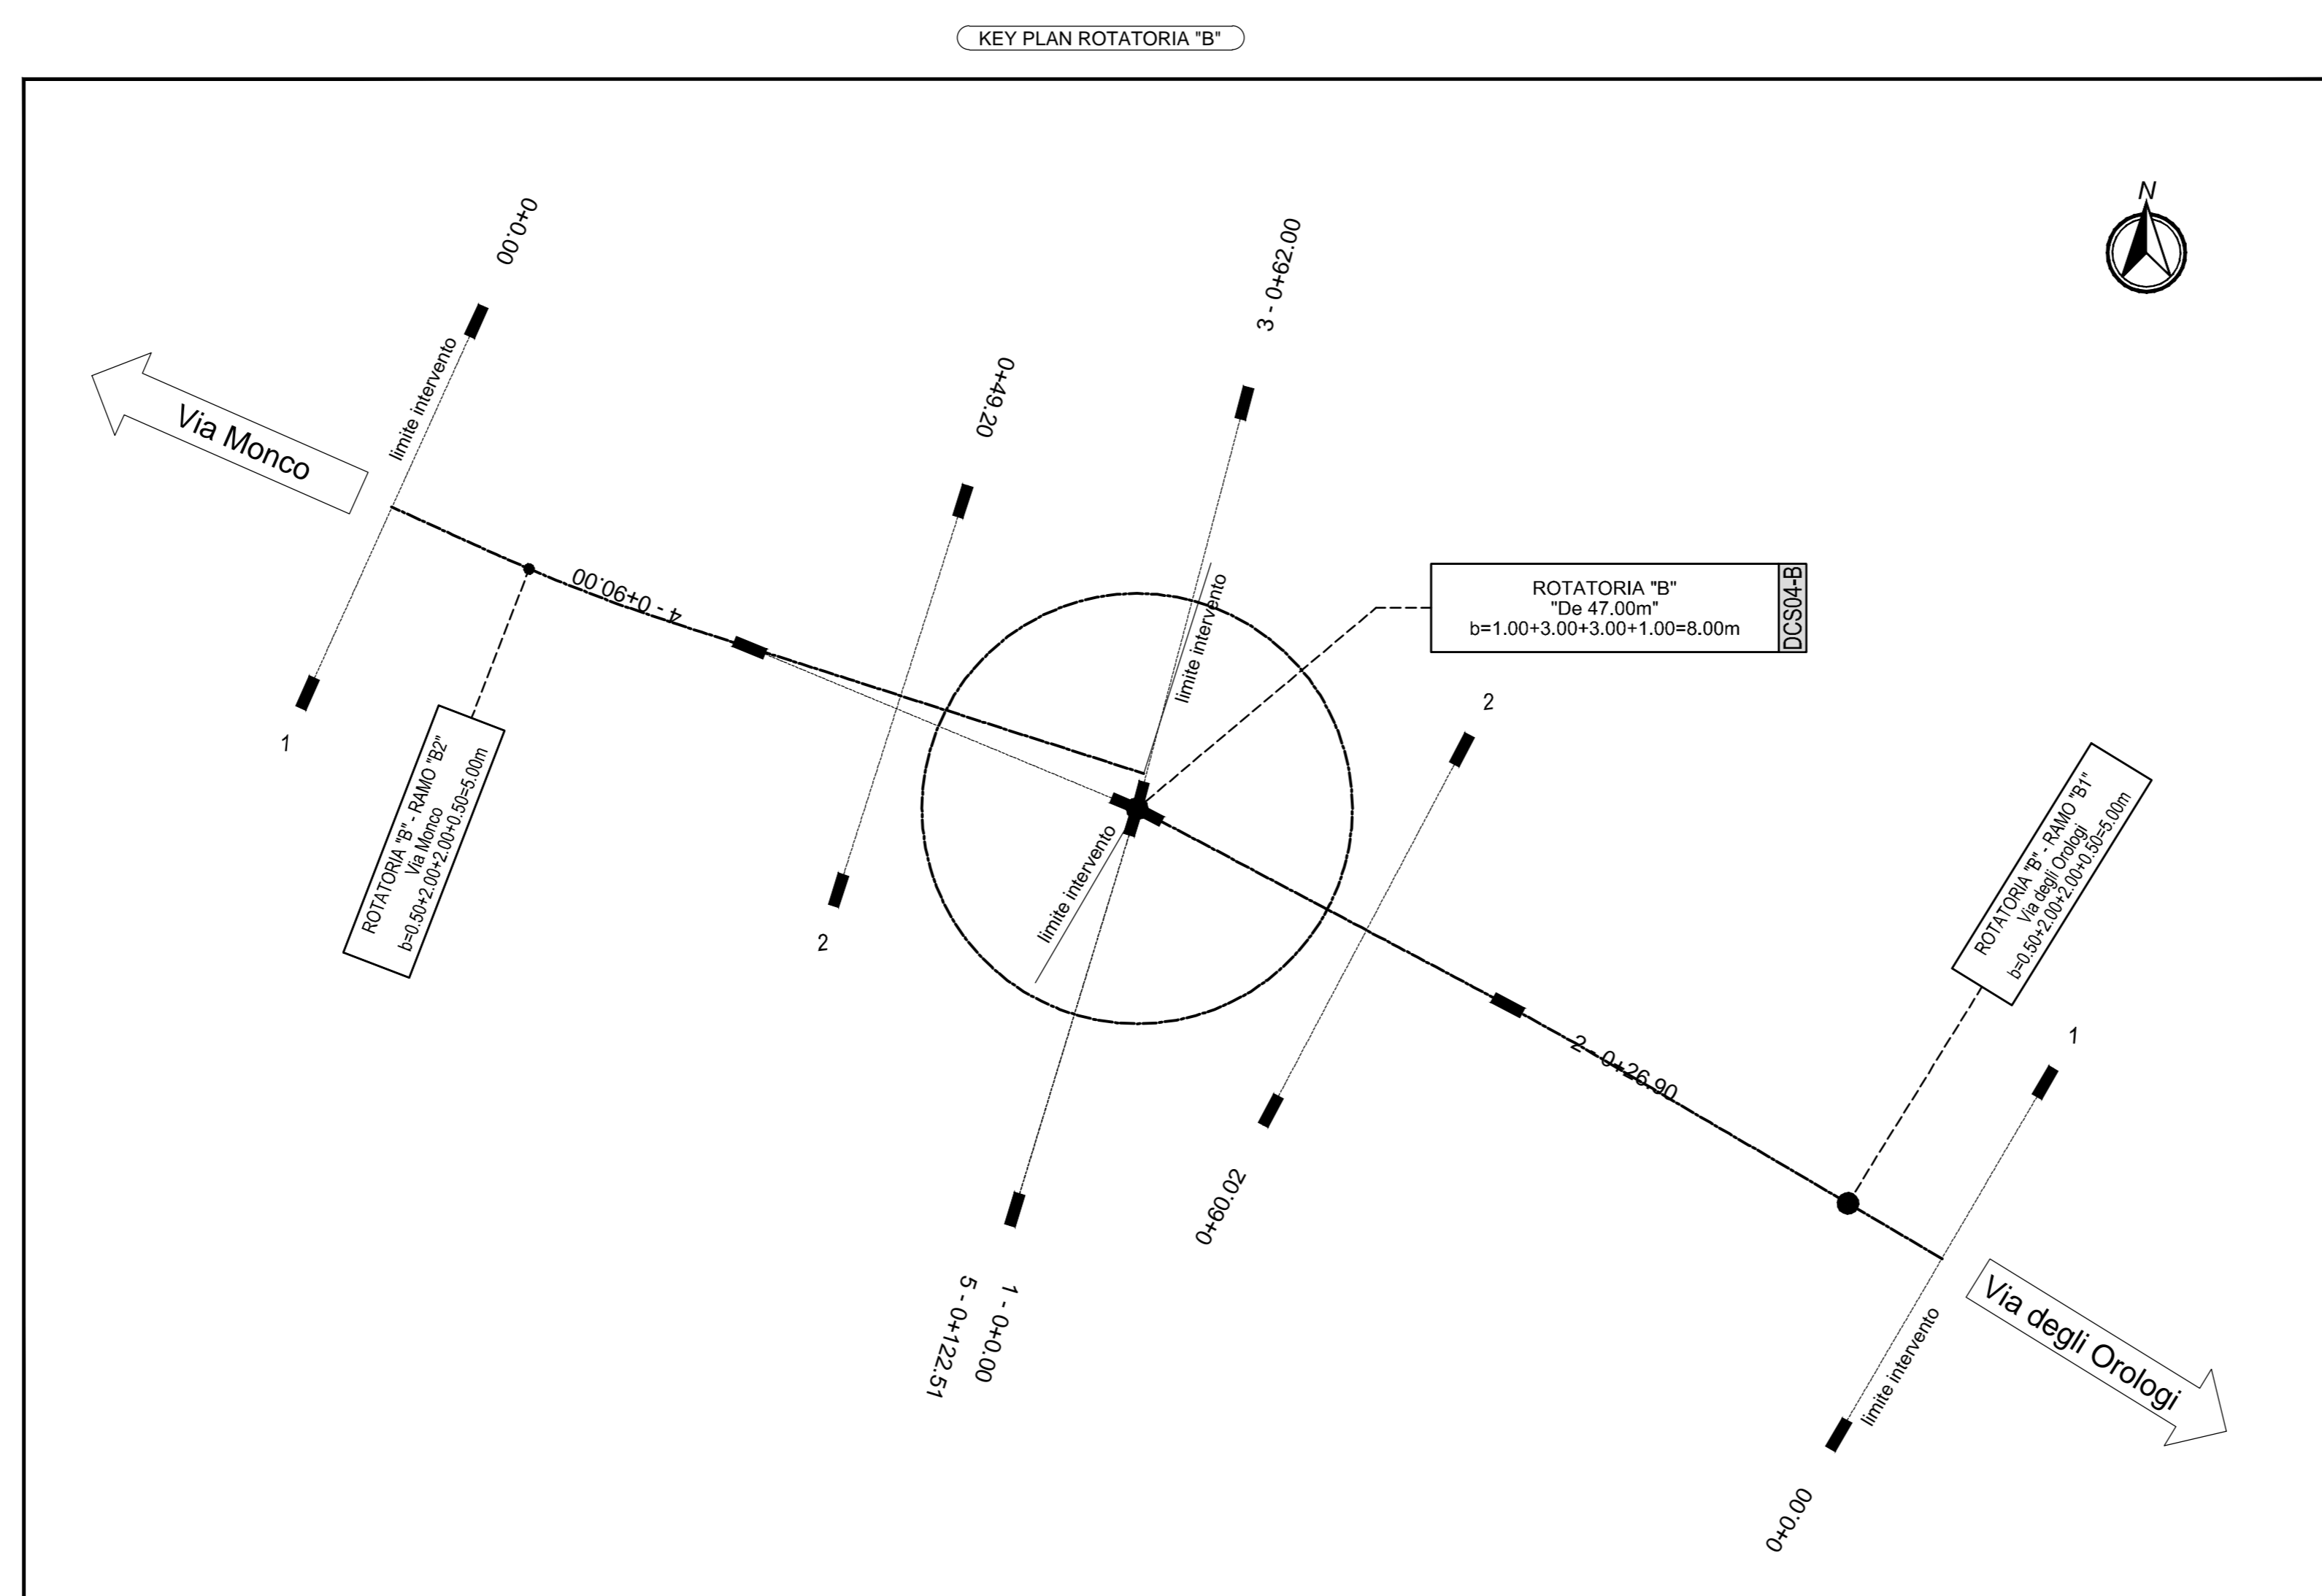 KEY PLAN ROTATORIA "B"
N
0+0.00
limite intervento
Via Monco
1
3 - 0+62.00
0+49.20
2
4 - 0+90.00
limite intervento
ROTATORIA "B"
"De 47.00m"
b=1.00+3.00+3.00+1.00=8.00m
DCS04-B
ROTATORIA "B" - RAMO "B2"
Via Monco
b=0.50+2.00+2.00+0.50=5.00m
limite intervento
2
0+60.02
ROTATORIA "B" - RAMO "B1"
Via degli Orologi
b=0.50+2.00+2.00+0.50=5.00m
2 - 0+26.90
1
1 - 0+0.00
5 - 0+122.51
limite intervento
Via degli Orologi
0+0.00